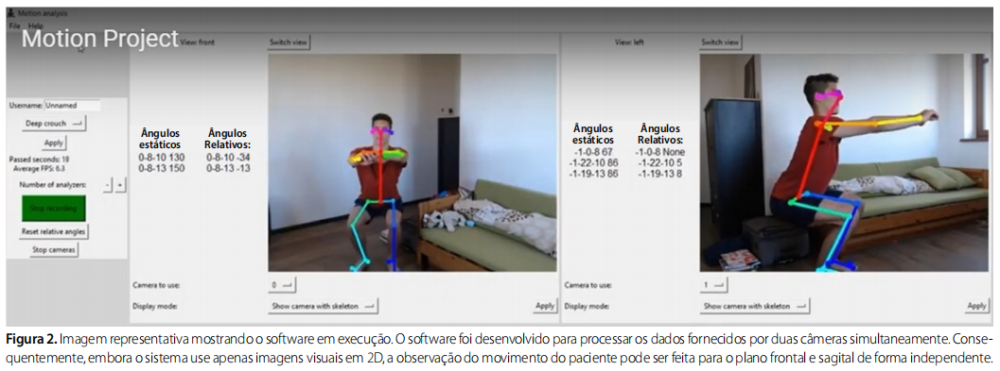 Motion analysis
File Help
Motion Project
View: front
Switch view
View: left
Switch view
Username: Unnamed
Deep crouch
Apply
Passed seconds: 19
Average FPS: 6.3
Number of analyzers: - +
Stop recording
Reset relative angles
Stop cameras
Ângulos estáticos
0-8-10 130
0-8-13 150
Ângulos Relativos:
0-8-10 -34
0-8-13 -13
Camera to use: 0
Display mode: Show camera with skeleton Apply
Ângulos estáticos
-1-0-8 67
-1-22-10 86
-1-19-13 86
Ângulos Relativos:
-1-0-8 None
-1-22-10 5
-1-19-13 8
Camera to use: 1
Display mode: Show camera with skeleton Apply
Figura 2. Imagem representativa mostrando o software em execução. O software foi desenvolvido para processar os dados fornecidos por duas câmeras simultaneamente. Conse-
quentemente, embora o sistema use apenas imagens visuais em 2D, a observação do movimento do paciente pode ser feita para o plano frontal e sagital de forma independente.